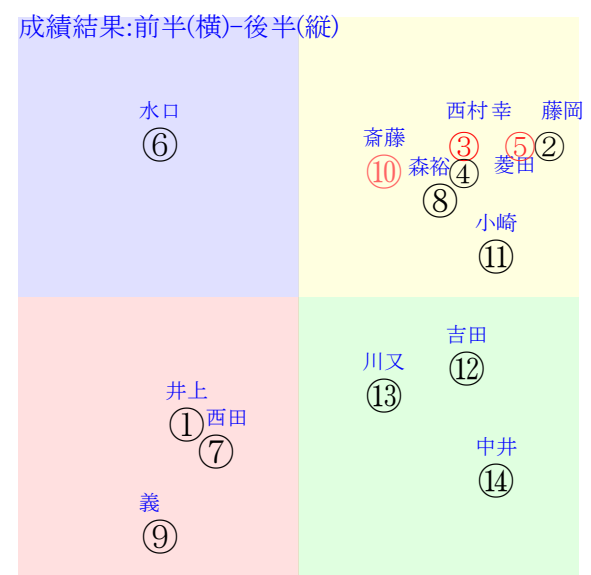 成績結果:前半(横)-後半(縦)
水口
⑥
西村 幸
藤岡
斎藤
③
⑤
②
⑩
森裕
④
菱田
⑧
小崎
⑪
吉田
川又
⑫
⑬
井上
①
西田
⑦
中井
⑭
義
⑨